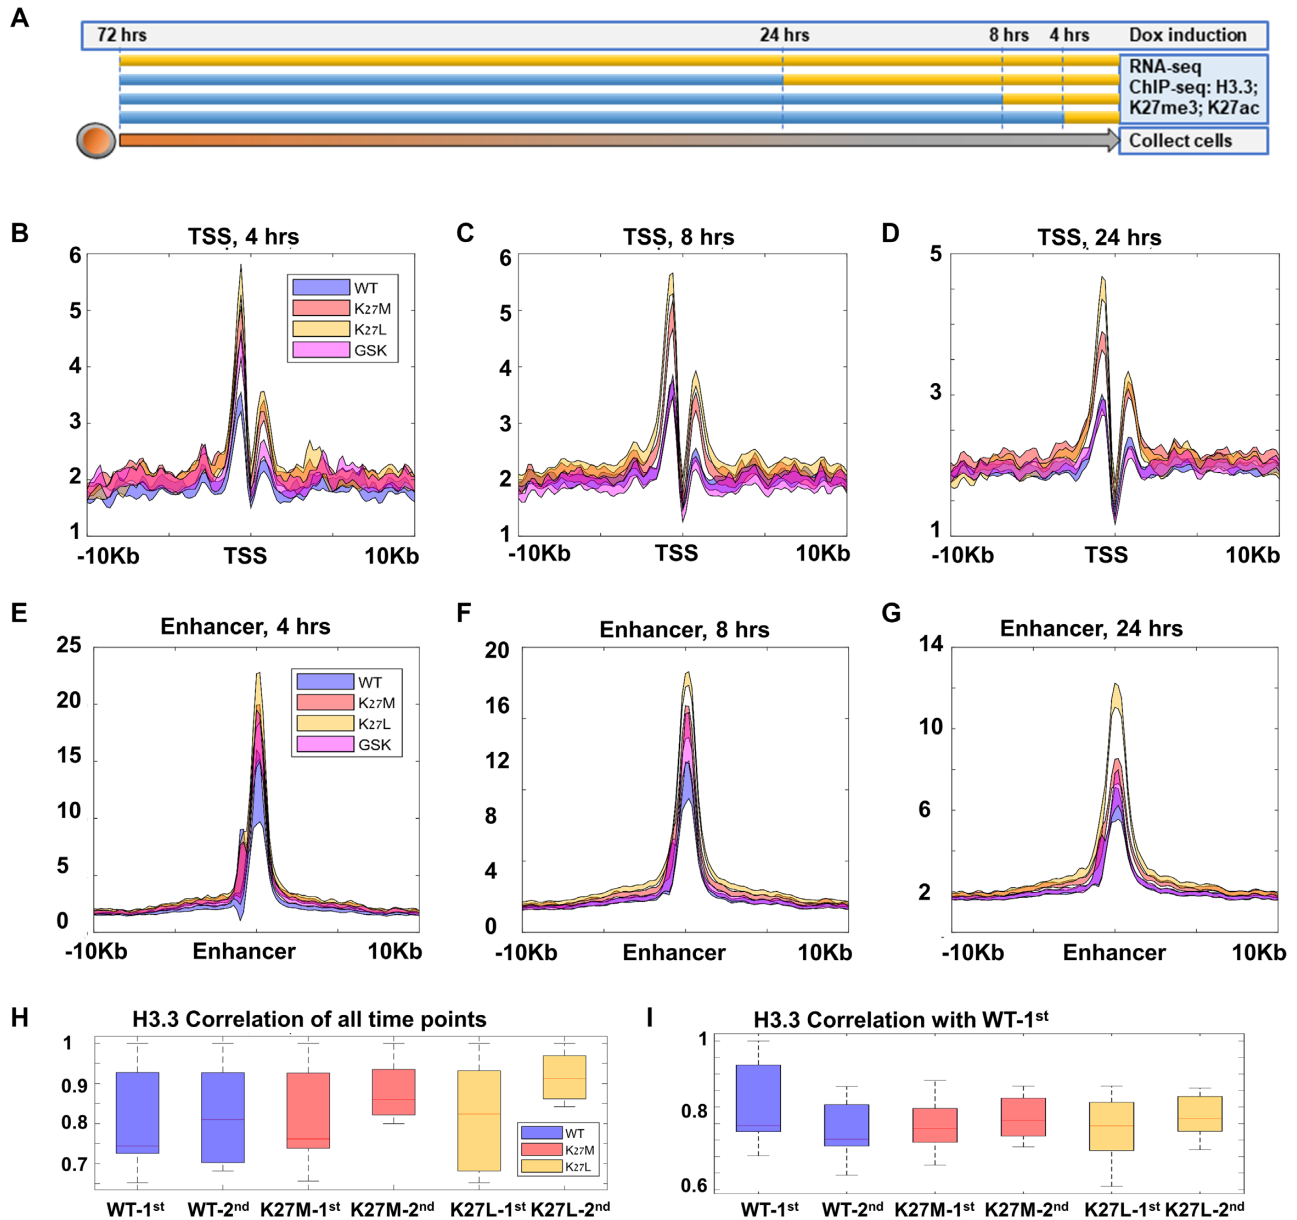 A
72 hrs 24 hrs 8 hrs 4 hrs Dox induction
RNA-seq
ChIP-seq: H3.3;
K27me3; K27ac
Collect cells
B
TSS, 4 hrs
6
5
4
3
2
1
WT
K27M
K27L
GSK
-10Kb TSS 10Kb
C
TSS, 8 hrs
6
5
4
3
2
1
-10Kb TSS 10Kb
D
TSS, 24 hrs
5
3
1
-10Kb TSS 10Kb
E
Enhancer, 4 hrs
25
20
15
10
5
0
WT
K27M
K27L
GSK
-10Kb Enhancer 10Kb
F
Enhancer, 8 hrs
20
16
12
8
4
0
-10Kb Enhancer 10Kb
G
Enhancer, 24 hrs
14
10
6
2
-10Kb Enhancer 10Kb
H
H3.3 Correlation of all time points
1
0.9
0.8
0.7
WT
K27M
K27L
WT-1st WT-2nd K27M-1st K27M-2nd K27L-1st K27L-2nd
I
H3.3 Correlation with WT-1st
1
0.8
0.6
WT-1st WT-2nd K27M-1st K27M-2nd K27L-1st K27L-2nd